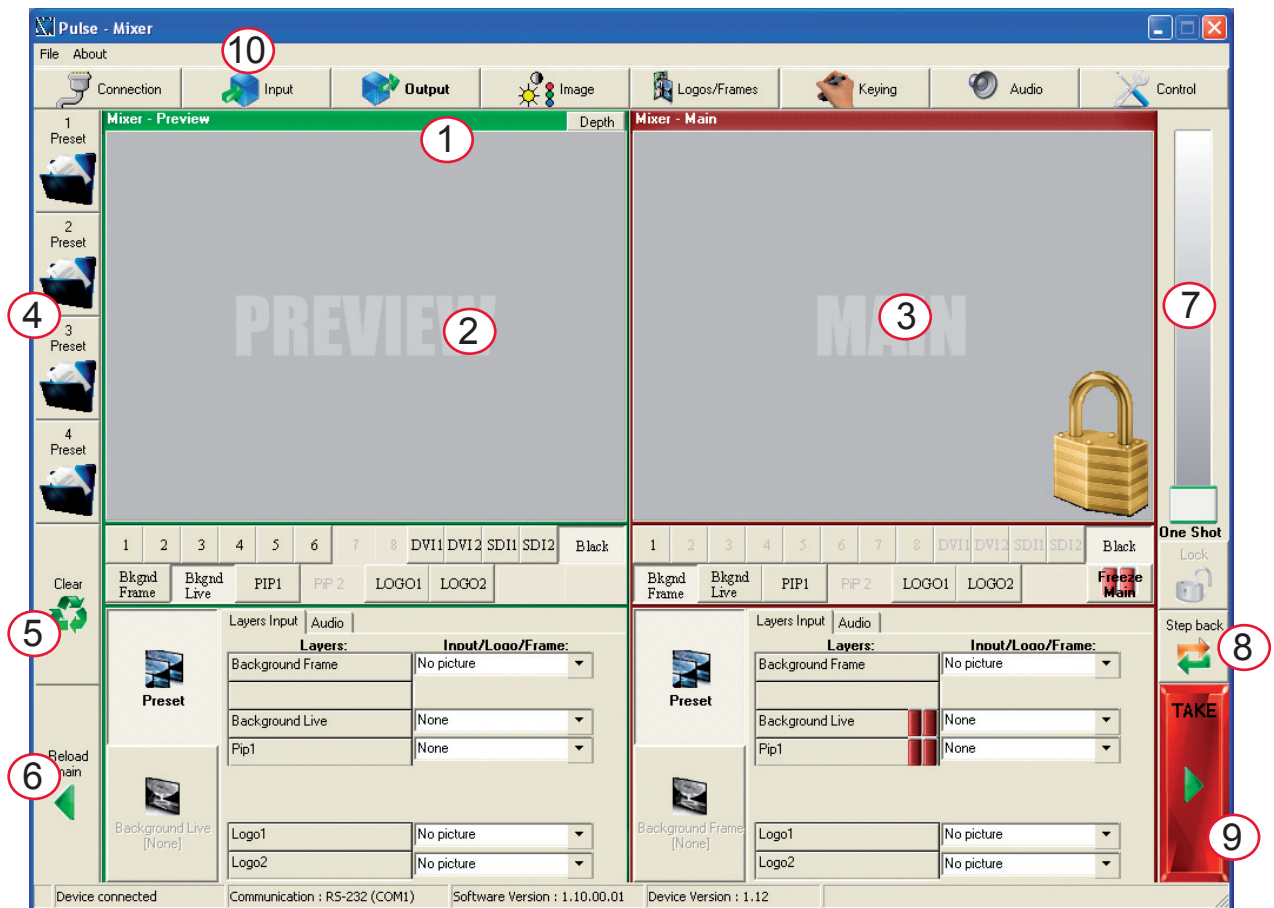 Pulse - Mixer
File About
10
Connection Input Output Image Logos/Frames Keying Audio Control
1
Preset
2
Preset
4
3
Preset
4
Preset
Clear
5
Reload
main
6
Mixer - Preview Depth
1
PREVIEW
2
1 2 3 4 5 6 7 8 DVI1 DVI2 SDI1 SDI2 Black
Bkgnd Frame Bkgnd Live PIP1 PiP 2 LOGO1 LOGO2
Preset
Background Live
[None]
Layers Input Audio
Layers: Input/Logo/Frame:
Background Frame No picture
Background Live None
Pip1 None
Logo1 No picture
Logo2 No picture
Mixer - Main
MAIN
3
1 2 3 4 5 6 7 8 DVI1 DVI2 SDI1 SDI2 Black
Bkgnd Frame Bkgnd Live PIP1 PiP 2 LOGO1 LOGO2 Freeze Main
Preset
Background Frame
[None]
Layers Input Audio
Layers: Input/Logo/Frame:
Background Frame No picture
Background Live None
Pip1 None
Logo1 No picture
Logo2 No picture
7
One Shot
Lock
Step back
8
TAKE
9
Device connected Communication : RS-232 (COM1) Software Version : 1.10.00.01 Device Version : 1.12